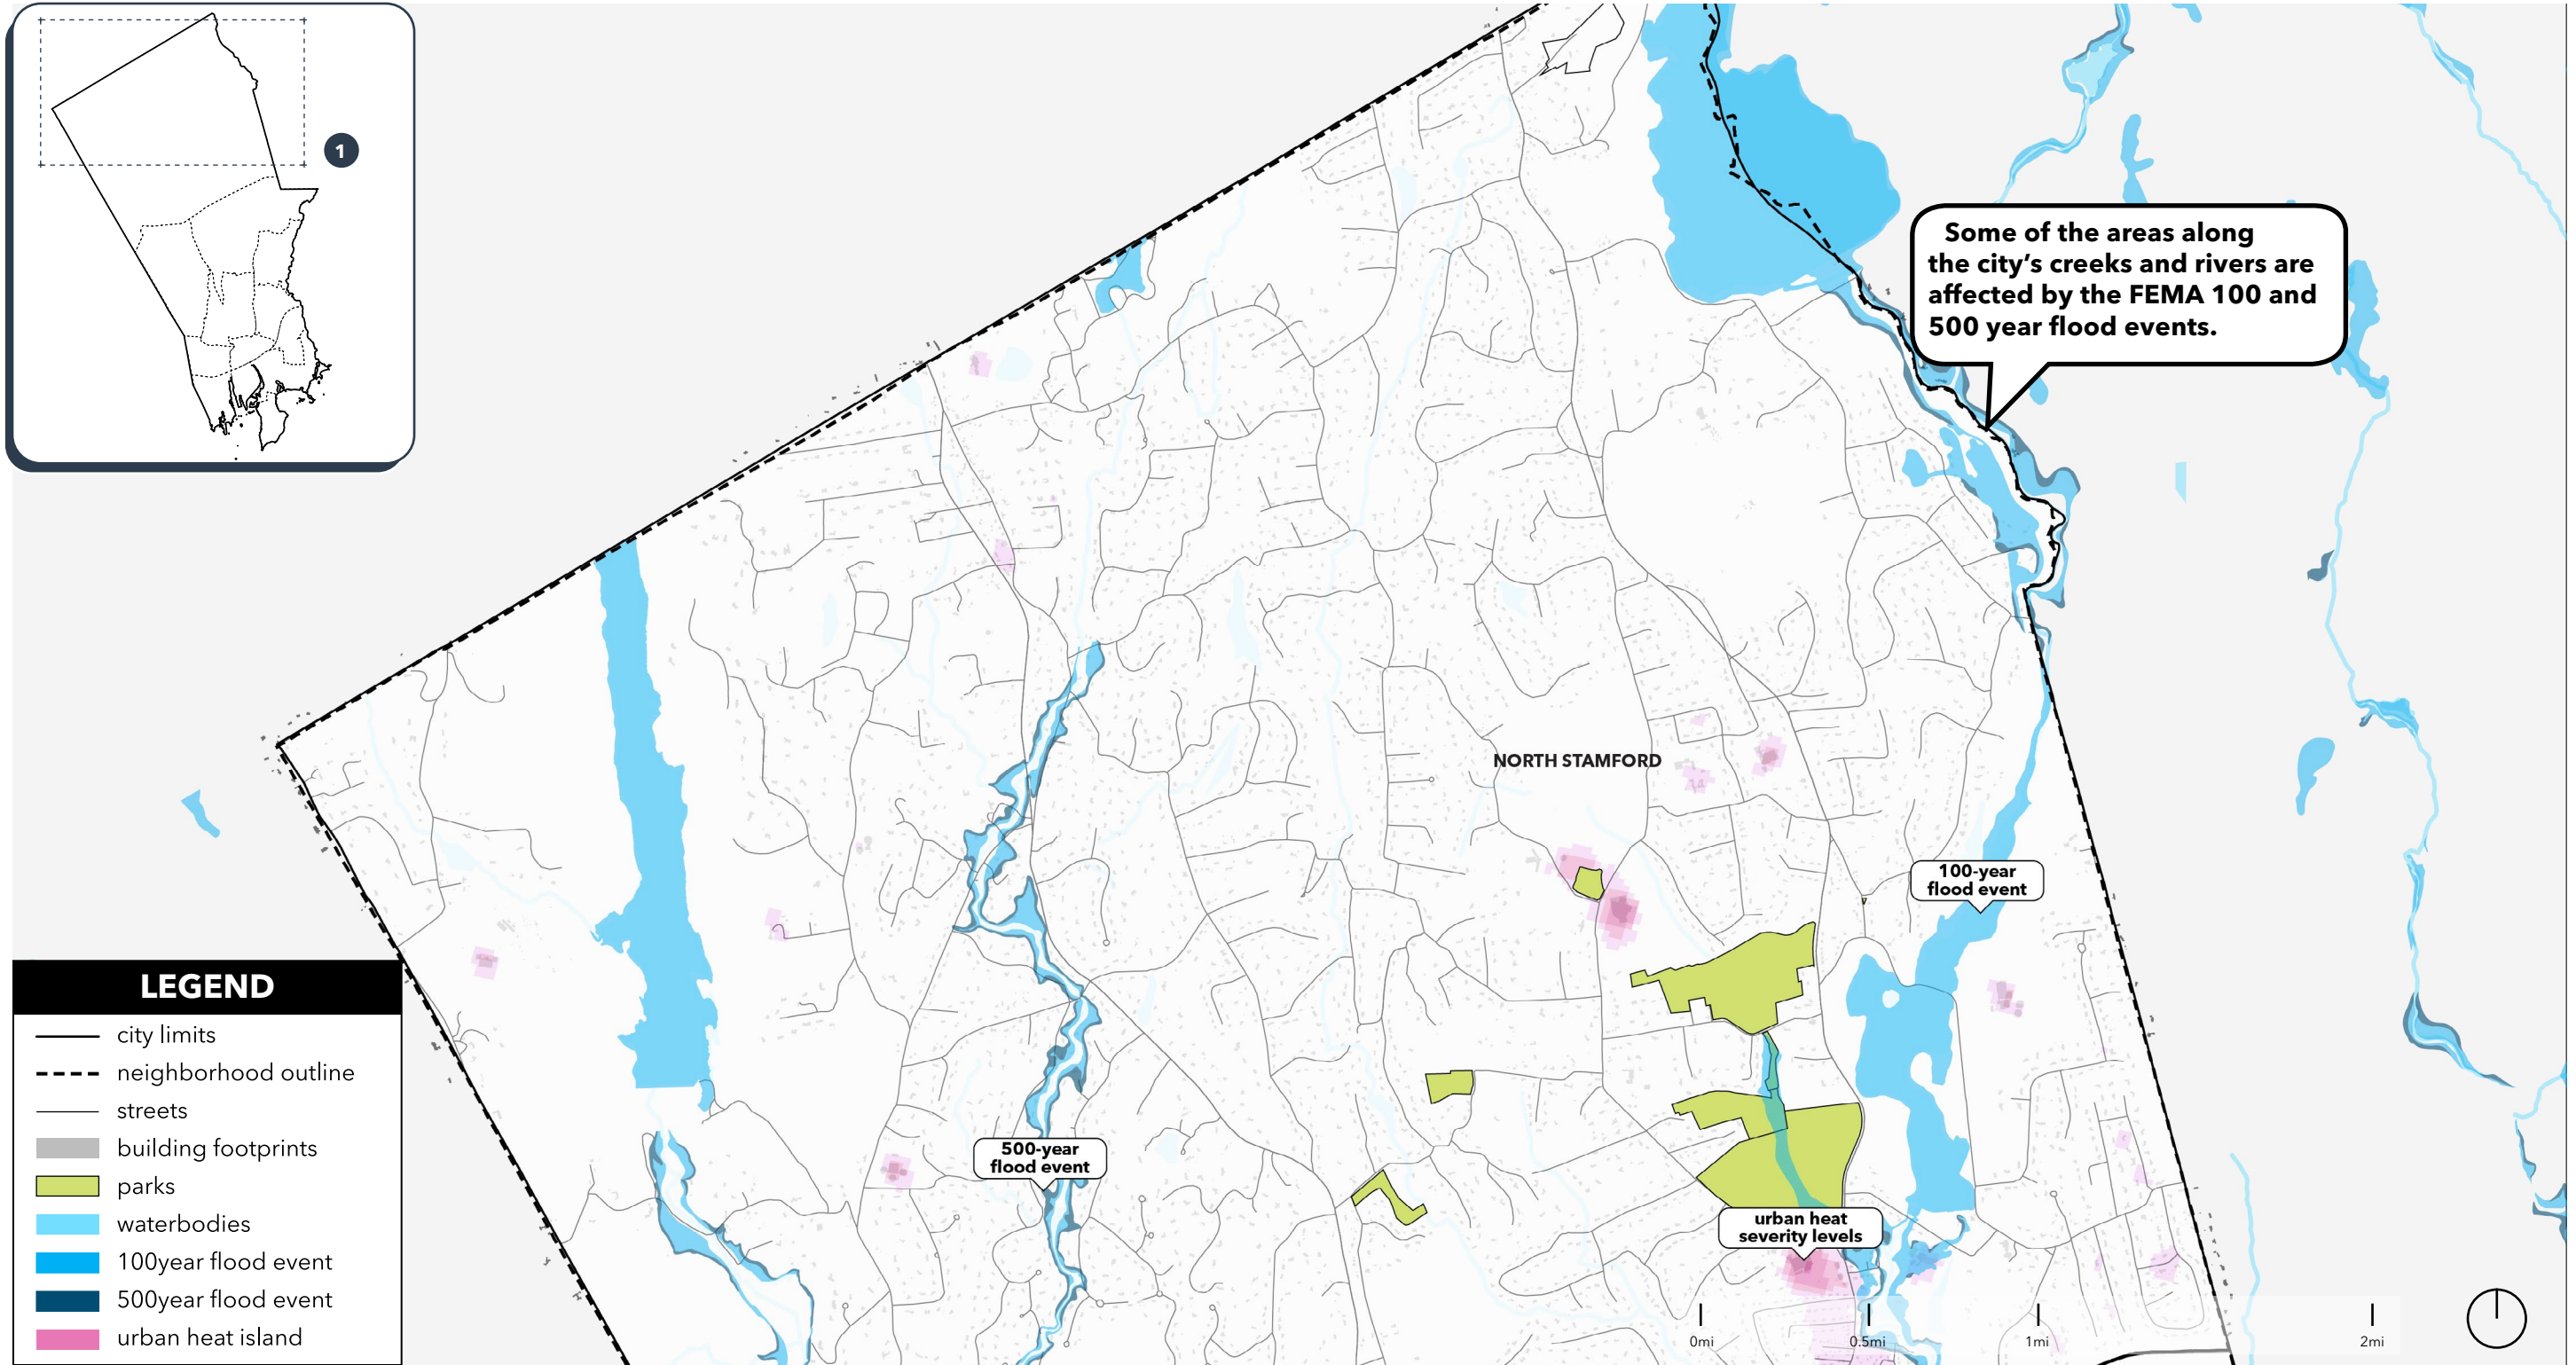 1
Some of the areas along
the city’s creeks and rivers are
affected by the FEMA 100 and
500 year flood events.
NORTH STAMFORD
100-year
flood event
500-year
flood event
urban heat
severity levels
LEGEND
city limits
neighborhood outline
streets
building footprints
parks
waterbodies
100year flood event
500year flood event
urban heat island
0mi
0.5mi
1mi
2mi